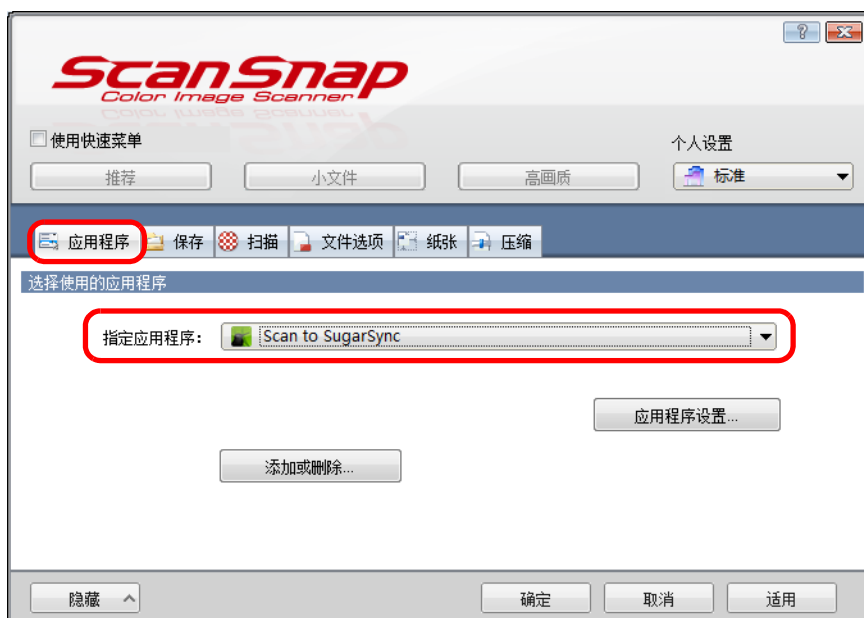 ScanSnap
Color Image Scanner
使用快速菜单
个人设置
推荐
小文件
高画质
标准
应用程序
保存
扫描
文件选项
纸张
压缩
选择使用的应用程序
指定应用程序:
Scan to SugarSync
应用程序设置...
添加或删除...
隐藏
确定
取消
适用